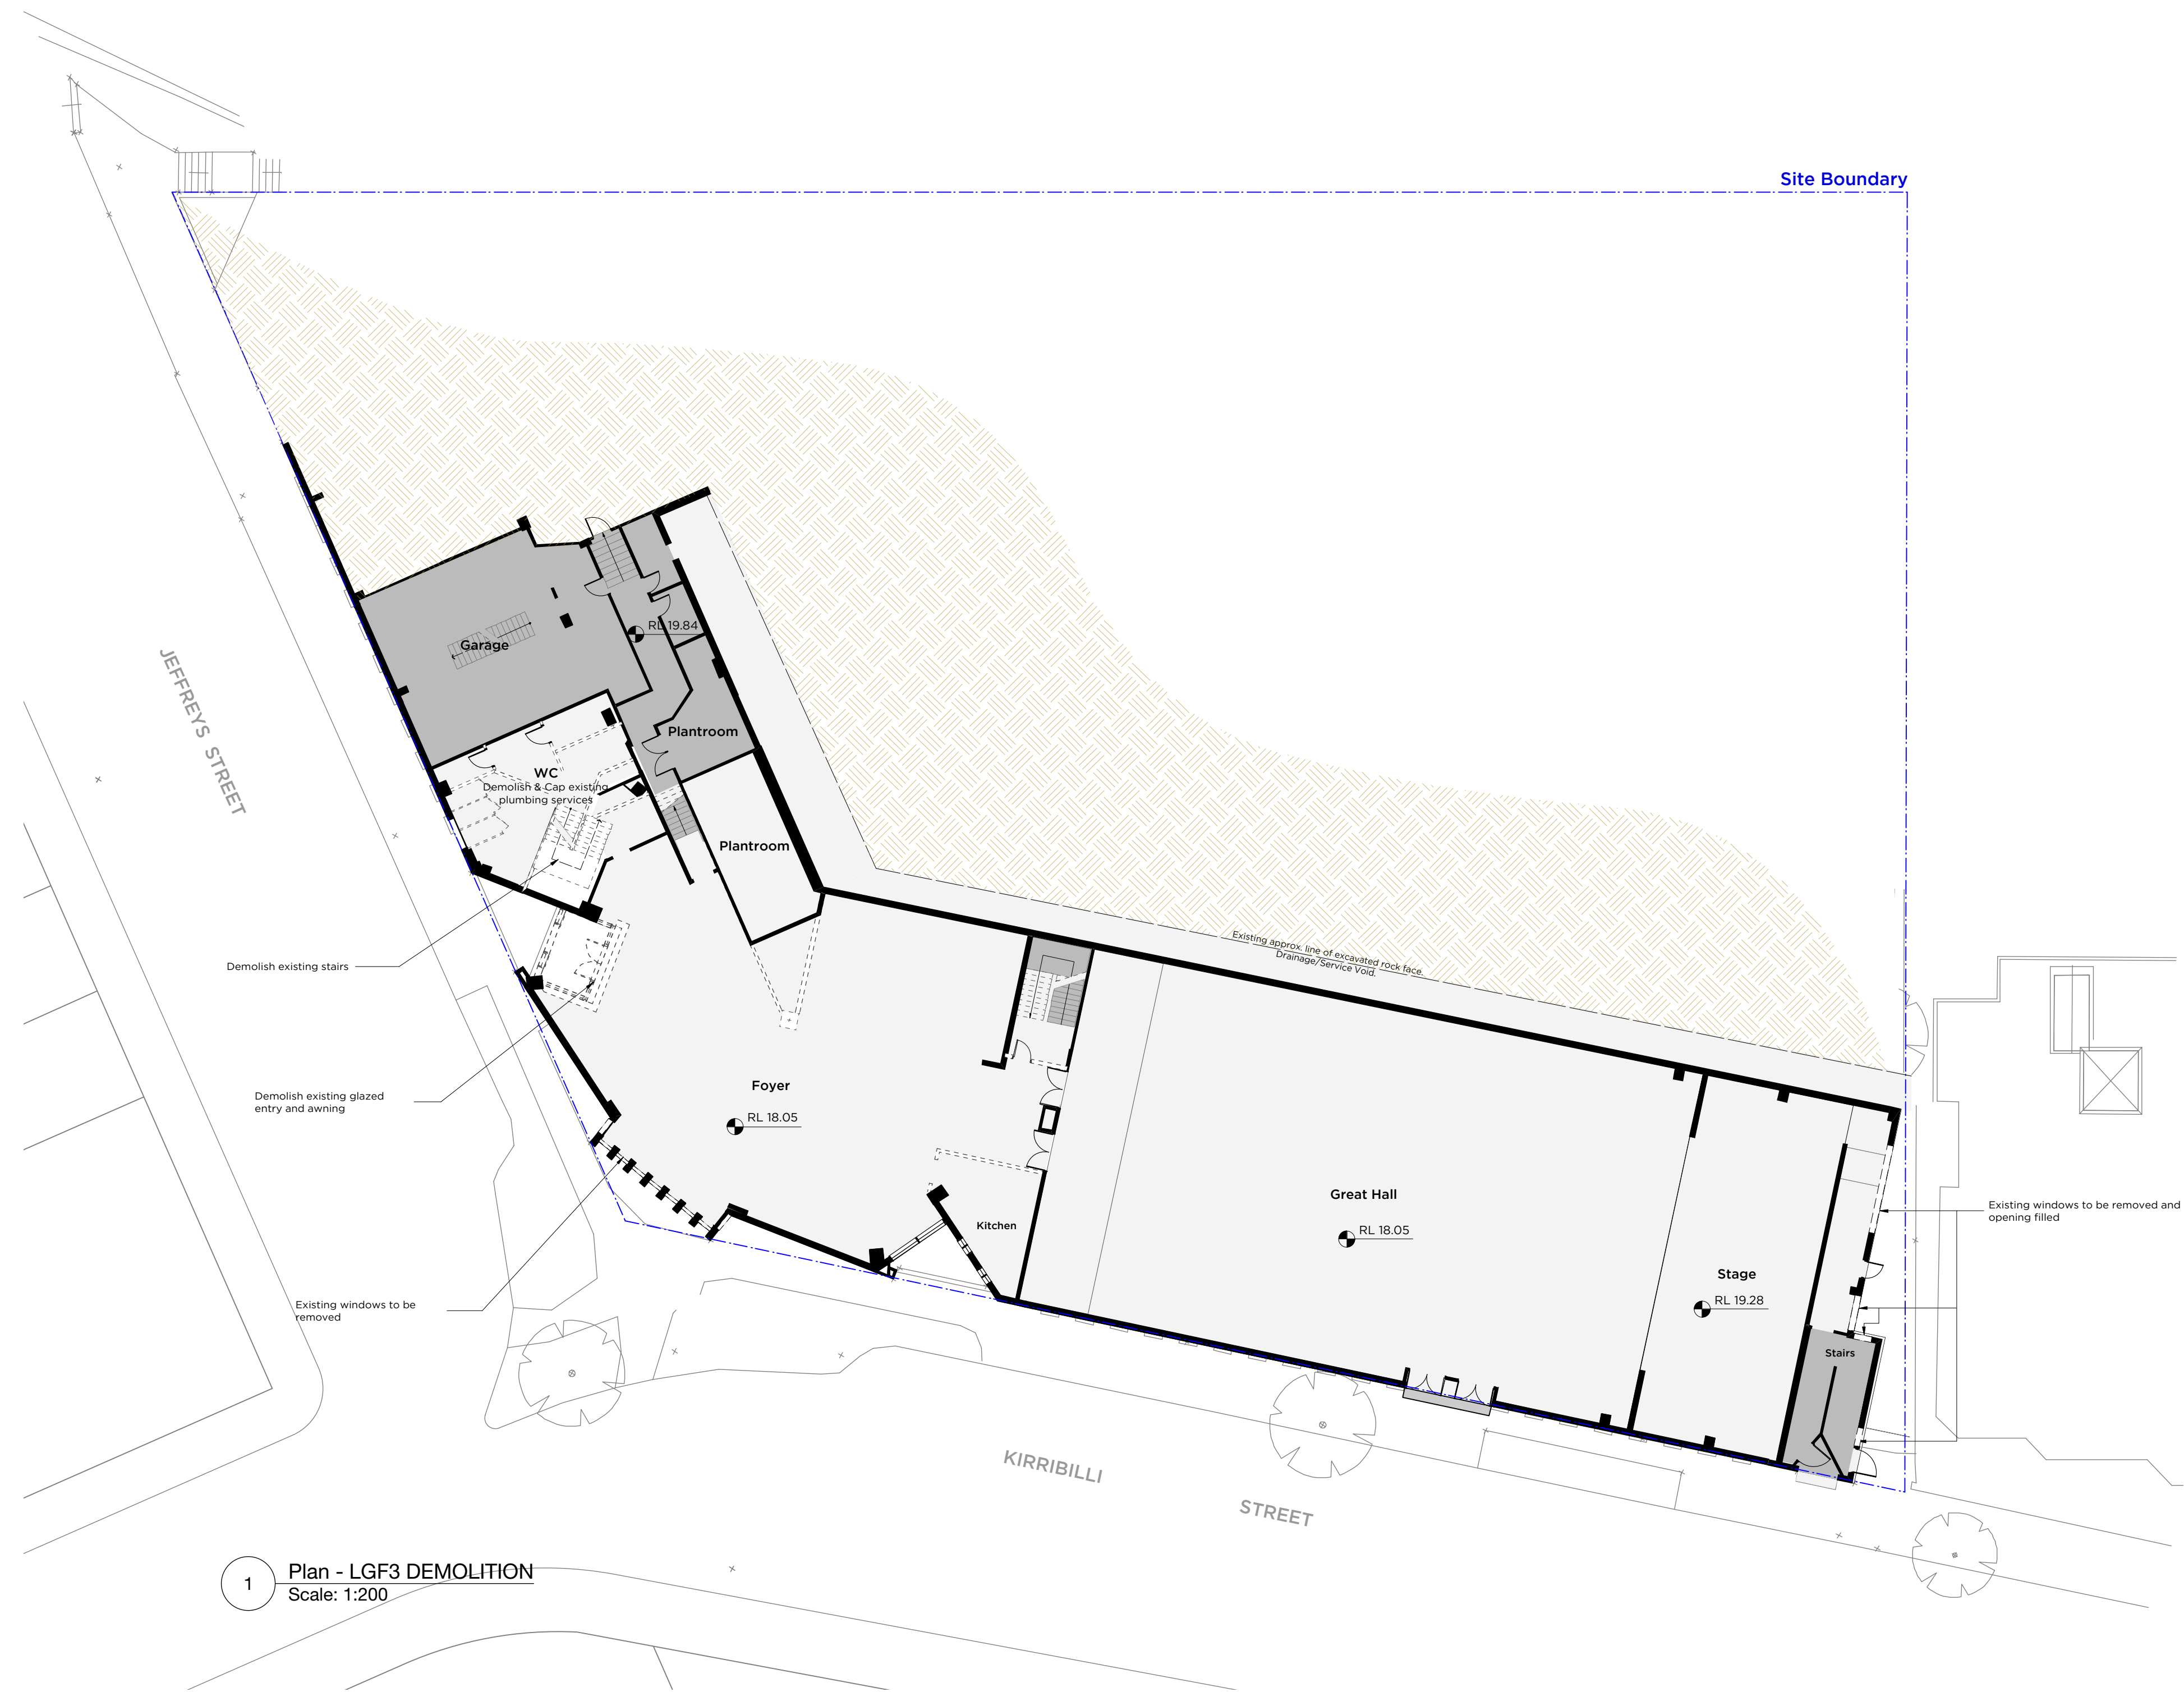 Site Boundary
RL 19.84
Garage
JEFFREYS STREET
Plantroom
WC
Demolish & Cap existing
plumbing services
Plantroom
Existing approx. line of excavated rock face.
Drainage/Service Void.
Demolish existing stairs
Foyer
RL 18.05
Demolish existing glazed
entry and awning
Great Hall
RL 18.05
Kitchen
Existing windows to be removed and
opening filled
Stage
RL 19.28
Existing windows to be
removed
Stairs
KIRRIBILLI
STREET
1
Plan - LGF3 DEMOLITION
Scale: 1:200